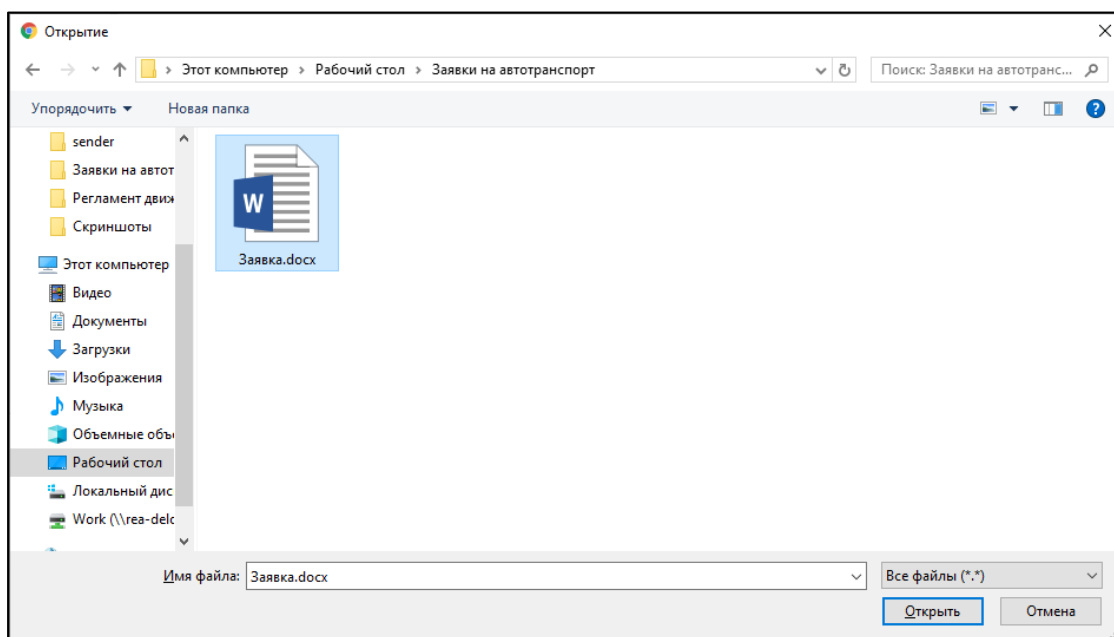 Открытие
Этот компьютер › Рабочий стол › Заявки на автотранспорт
Поиск: Заявки на автотранс...
Упорядочить
Новая папка
sender
Заявки на автот
Регламент движ
Скриншоты
Этот компьютер
Видео
Документы
Загрузки
Изображения
Музыка
Объемные объе
Рабочий стол
Локальный дис
Work (\\rea-delo
W
Заявка.docx
Имя файла: Заявка.docx
Все файлы (*.*)
Открыть
Отмена